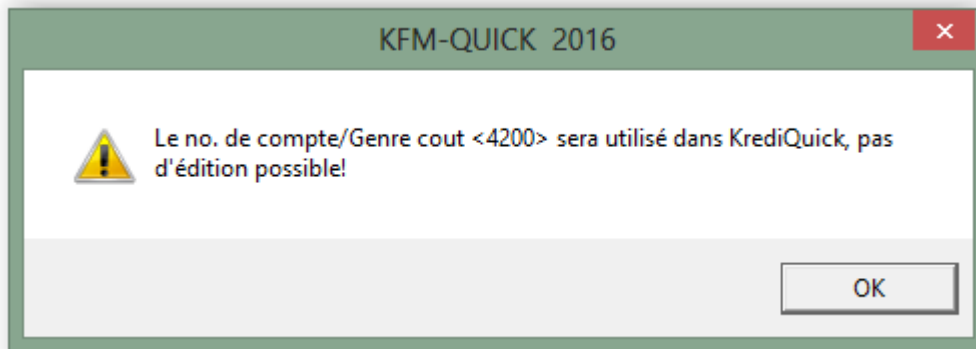 KFM-QUICK 2016
Le no. de compte/Genre cout <4200> sera utilisé dans KrediQuick, pas
d'édition possible!
OK